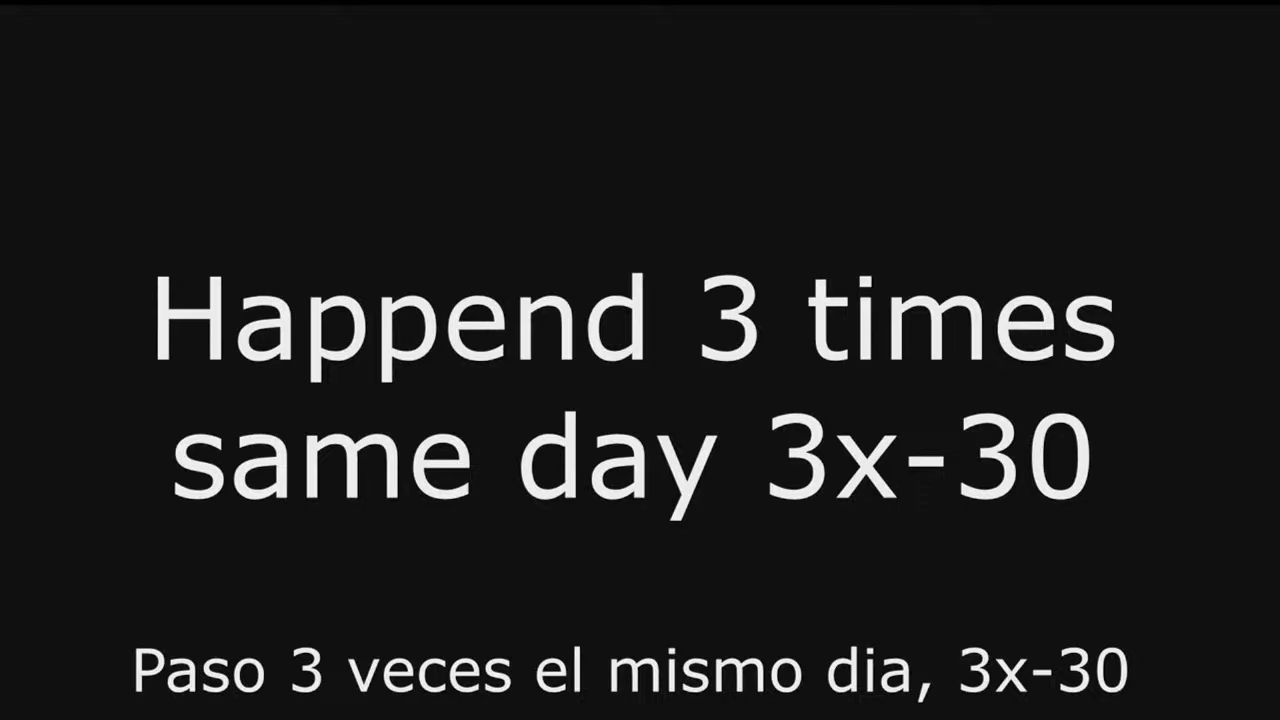 Happend 3 times
same day 3x-30
Paso 3 veces el mismo dia, 3x-30